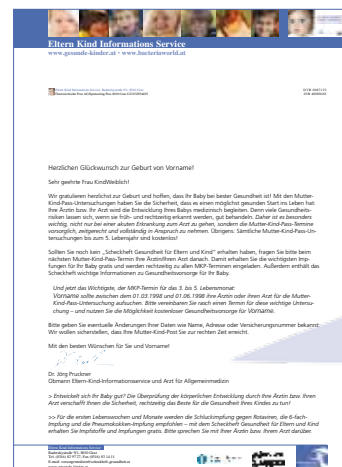 Eltern Kind Informations Service
www.gesunde-kinder.at • www.bacteriaworld.at
Herzlichen Glückwunsch zur Geburt von Vorname!
Sehr geehrte Frau KindWeiblich!
Wir gratulieren herzlichst zur Geburt und hoffen, dass ihr Baby bei bester Gesundheit ist! Mit den Mutter-
Kind-Pass-Untersuchungen haben Sie die Sicherheit, dass es einen möglichst gesunden Start ins Leben hat
Ihre Ärztin bzw. Ihr Arzt wird die Entwicklung Ihres Babys medizinisch begleiten. Denn viele Gesundheits-
risiken lassen sich, wenn sie früh- und rechtzeitig erkannt werden, gut behandeln. Daher ist es besonders
wichtig, nicht nur bei einer akuten Erkrankung zum Arzt zu gehen, sondern die Mutter-Kind-Pass-Termine
vorsorglich, zeitgerecht und vollständig in Anspruch zu nehmen. Übrigens: Sämtliche Mutter-Kind-Pass-Un-
tersuchungen bis zum 5. Lebensjahr sind kostenlos!
Sollten Sie noch kein „Scheckheft Gesundheit für Eltern und Kind" erhalten haben, fragen Sie bitte beim
nächsten Mutter-Kind-Pass-Termin Ihre Ärztin/Ihren Arzt danach. Damit erhalten Sie die wichtigsten Imp-
fungen für Ihr Baby gratis und werden rechtzeitig zu allen MKP-Terminen eingeladen. Außerdem enthält das
Scheckheft wichtige Informationen zu Gesundheitsvorsorge für Ihr Baby.
Und jetzt das Wichtigste, der MKP-Termin für das 3. bis 5. Lebensmonat:
Vorname sollte zwischen dem 01.03.1998 und 01.06.1998 Ihre Ärztin oder Ihren Arzt für die Mutter-
Kind-Pass-Untersuchung aufsuchen. Bitte vereinbaren Sie nach einen Termin für diese wichtige Untersu-
chung – und nutzen Sie die Möglichkeit kostenloser Gesundheitsvorsorge für Vorname.
Bitte geben Sie eventuelle Änderungen Ihrer Daten wie Name, Adresse oder Versicherungsnummer bekannt:
Wir wollen sicherstellen, dass Ihre Mutter-Kind-Post Sie zur rechten Zeit erreicht.
Mit den besten Wünschen für Sie und Vorname!
Dr. Jörg Pruckner
Obmann Eltern-Kind-Informationsservice und Arzt für Allgemeinmedizin
> Entwickelt sich Ihr Baby gut? Die Überprüfung der körperlichen Entwicklung durch Ihre Ärztin bzw. Ihren
Arzt verschafft Ihnen die Sicherheit, rechtzeitig das Beste für die Gesundheit Ihres Kindes zu tun!
>> Für die ersten Lebenswochen und Monate werden die Schluckimpfung gegen Rotaviren, die 6-fach-
Impfung und die Pneumokokken-Impfung empfohlen – mit dem Scheckheft Gesundheit für Eltern und Kind
erhalten Sie Impfstoffe und Impfungen gratis. Bitte sprechen Sie mit Ihrer Ärztin bzw. Ihrem Arzt darüber.